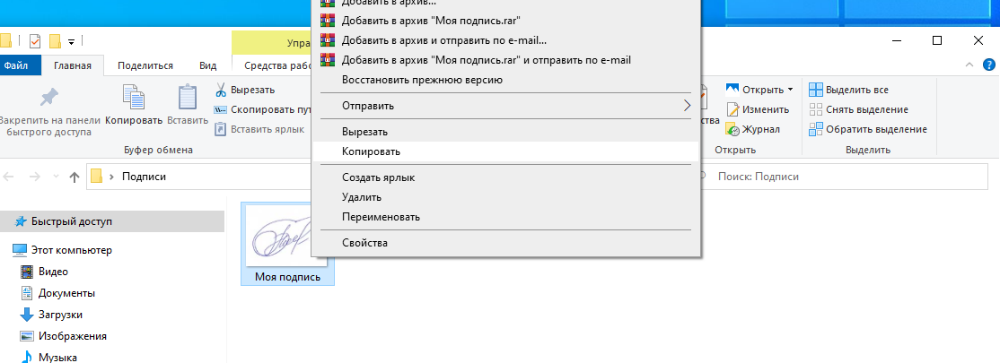 Добавить в архив...
Добавить в архив "Моя подпись.rar"
Добавить в архив и отправить по e-mail...
Добавить в архив "Моя подпись.rar" и отправить по e-mail
Восстановить прежнюю версию
Отправить
Вырезать
Копировать
Создать ярлык
Удалить
Переименовать
Свойства
Файл
Главная
Поделиться
Вид
Упра
Средства рабо
Закрепить на панели
быстрого доступа
Копировать
Вставить
Вырезать
Скопировать пут
Вставить ярлык
Буфер обмена
ства
Открыть
Изменить
Журнал
Открыть
Выделить все
Снять выделение
Обратить выделение
Выделить
Подписи
Поиск: Подписи
Быстрый доступ
Этот компьютер
Видео
Документы
Загрузки
Изображения
Музыка
Моя подпись